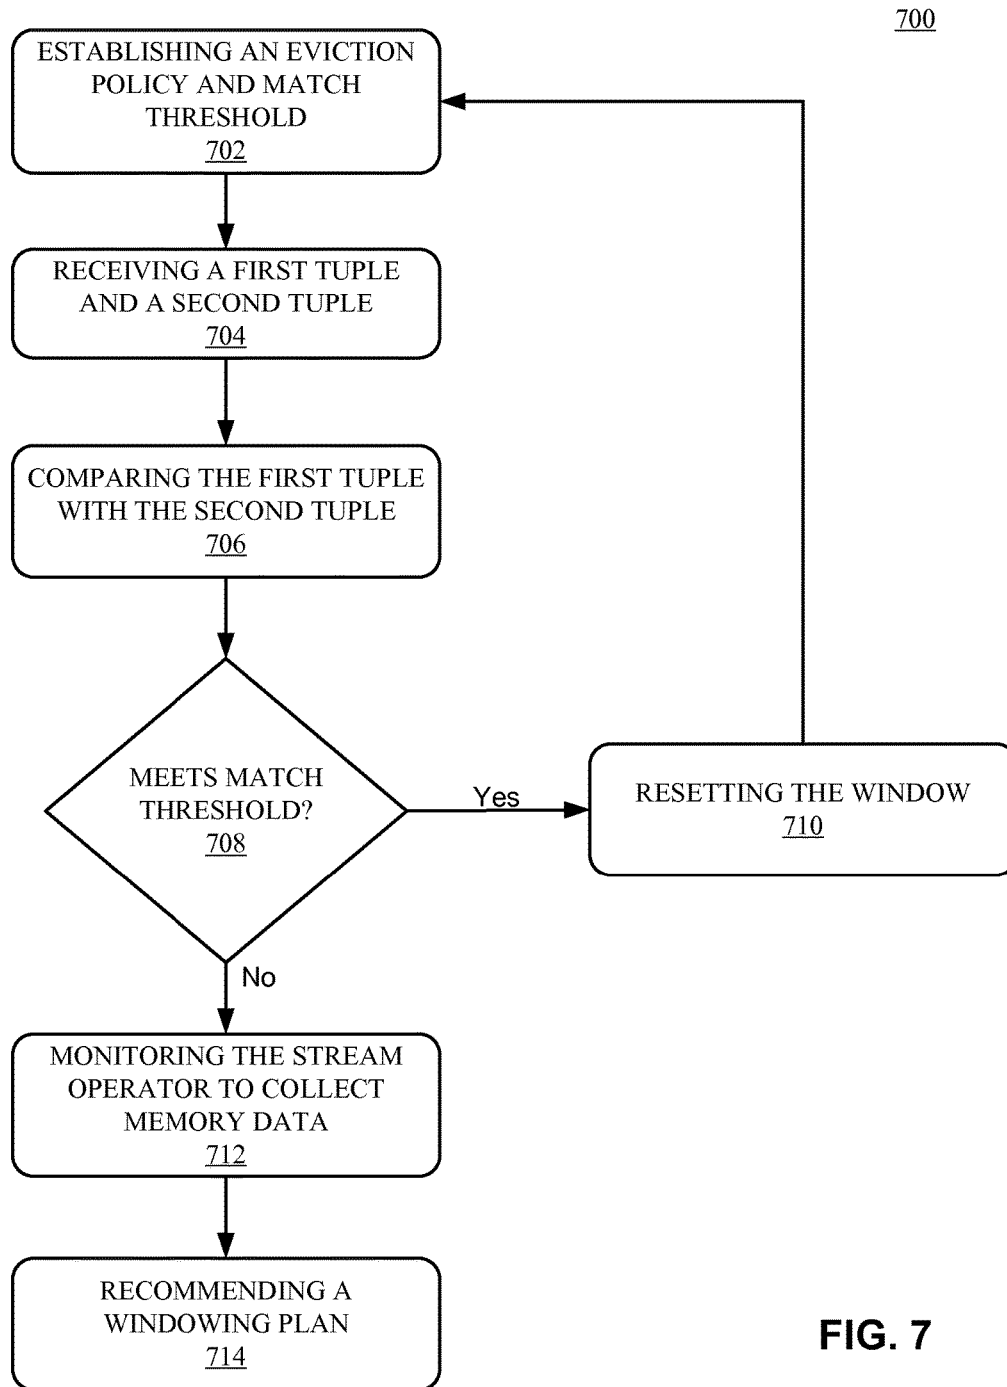 700
ESTABLISHING AN EVICTION
POLICY AND MATCH
THRESHOLD
702
RECEIVING A FIRST TUPLE
AND A SECOND TUPLE
704
COMPARING THE FIRST TUPLE
WITH THE SECOND TUPLE
706
MEETS MATCH
THRESHOLD?
708
Yes
RESETTING THE WINDOW
710
No
MONITORING THE STREAM
OPERATOR TO COLLECT
MEMORY DATA
712
RECOMMENDING A
WINDOWING PLAN
714
FIG. 7